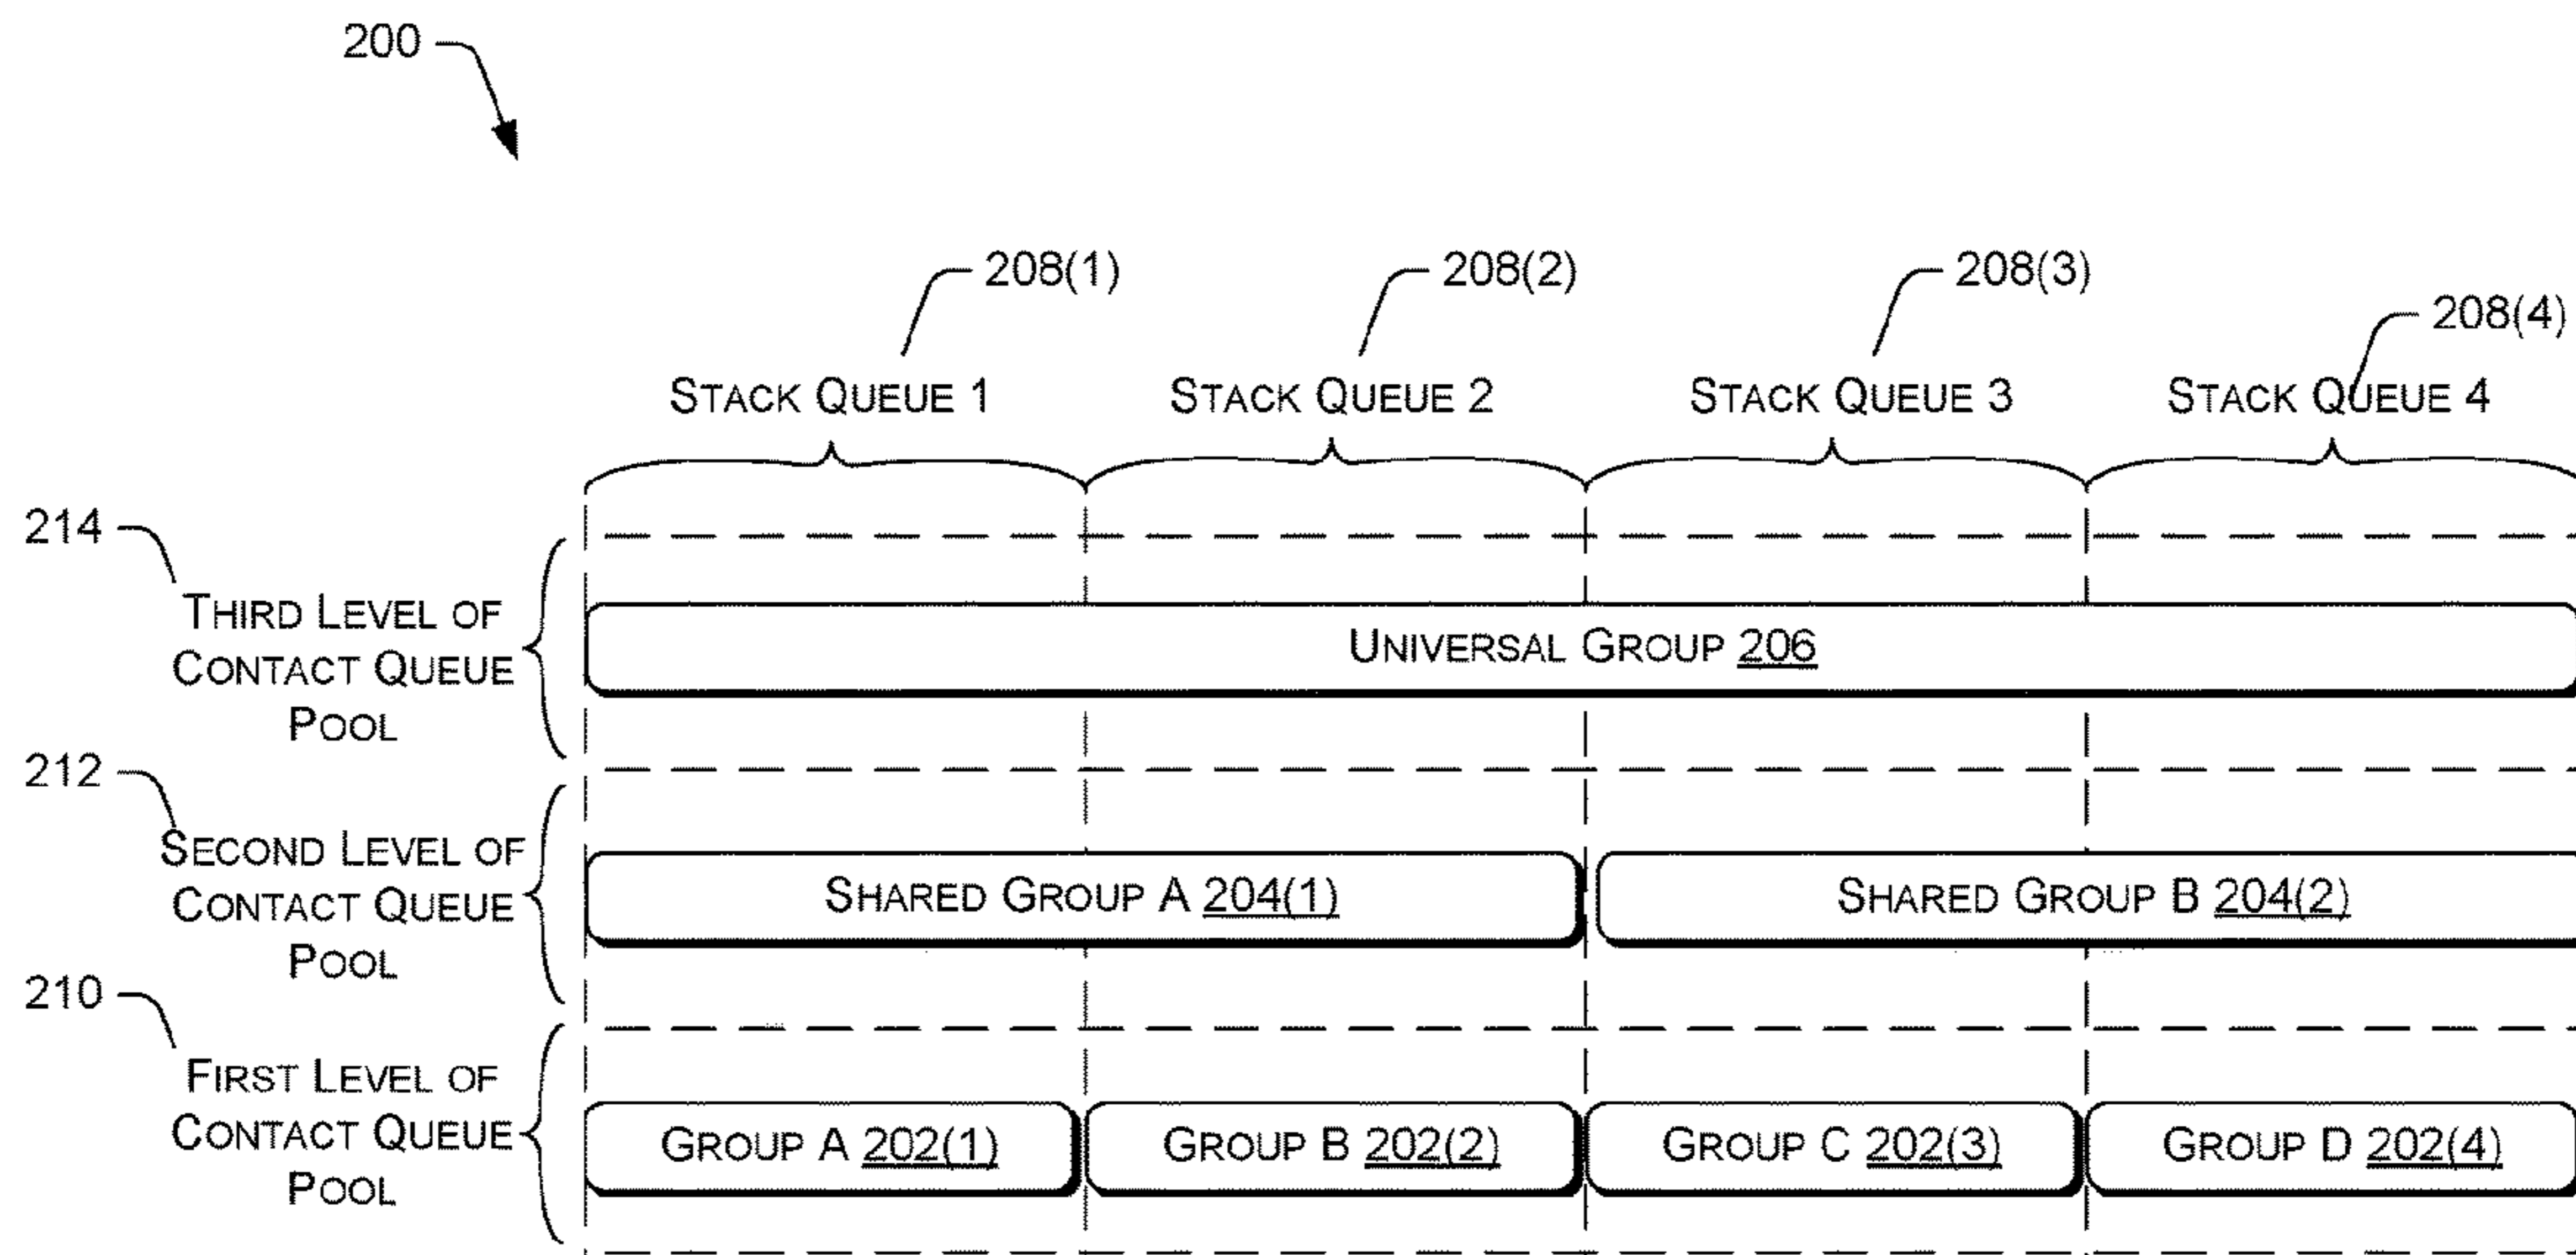 200
208(1)
208(2)
208(3)
208(4)
STACK QUEUE 1
STACK QUEUE 2
STACK QUEUE 3
STACK QUEUE 4
214
THIRD LEVEL OF
CONTACT QUEUE
POOL
UNIVERSAL GROUP 206
212
SECOND LEVEL OF
CONTACT QUEUE
POOL
SHARED GROUP A 204(1)
SHARED GROUP B 204(2)
210
FIRST LEVEL OF
CONTACT QUEUE
POOL
GROUP A 202(1)
GROUP B 202(2)
GROUP C 202(3)
GROUP D 202(4)